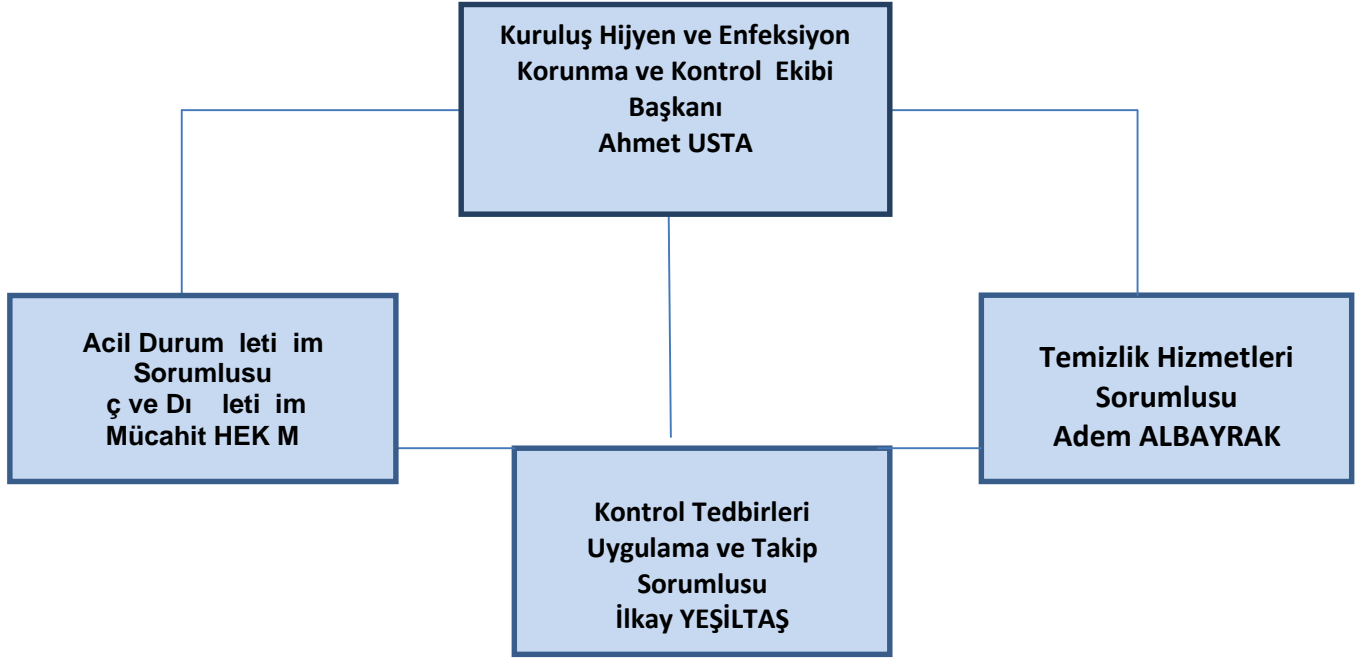 Kuruluş Hijyen ve Enfeksiyon
Korunma ve Kontrol Ekibi
Başkanı
Ahmet USTA
Acil Durum leti im
Sorumlusu
ç ve Dı leti im
Mücahit HEK M
Temizlik Hizmetleri
Sorumlusu
Adem ALBAYRAK
Kontrol Tedbirleri
Uygulama ve Takip
Sorumlusu
İlkay YEŞİLTAŞ